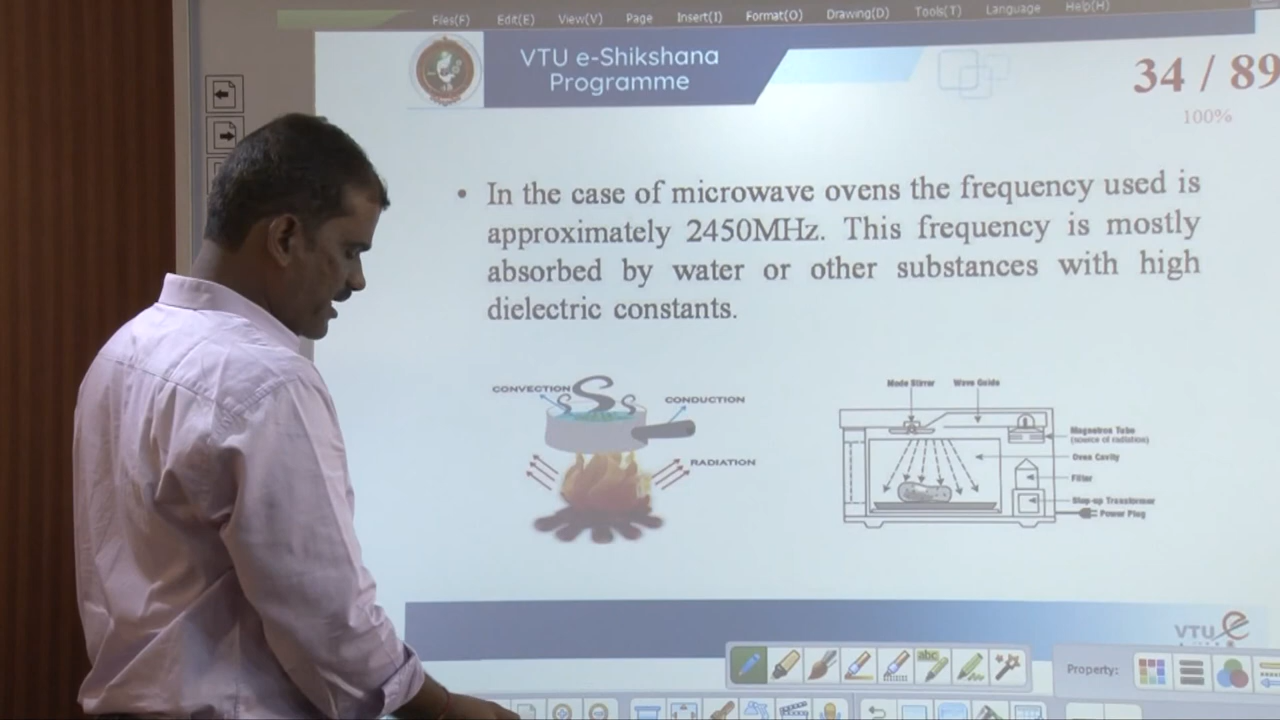 Files(F) Edit(E) View(V) Page Insert(I) Format(O) Drawing(D) Tools(T) Language Help(H)
VTU e-Shikshana
Programme
34 / 89
100%
• In the case of microwave ovens the frequency used is
approximately 2450MHz. This frequency is mostly
absorbed by water or other substances with high
dielectric constants.
CONVECTION
CONDUCTION
RADIATION
Mode Stirrer Wave Guide
Magnetron Tube
(source of radiation)
Oven Cavity
Filter
Step-up Transformer
Power Plug
VTU e
abc
Property: